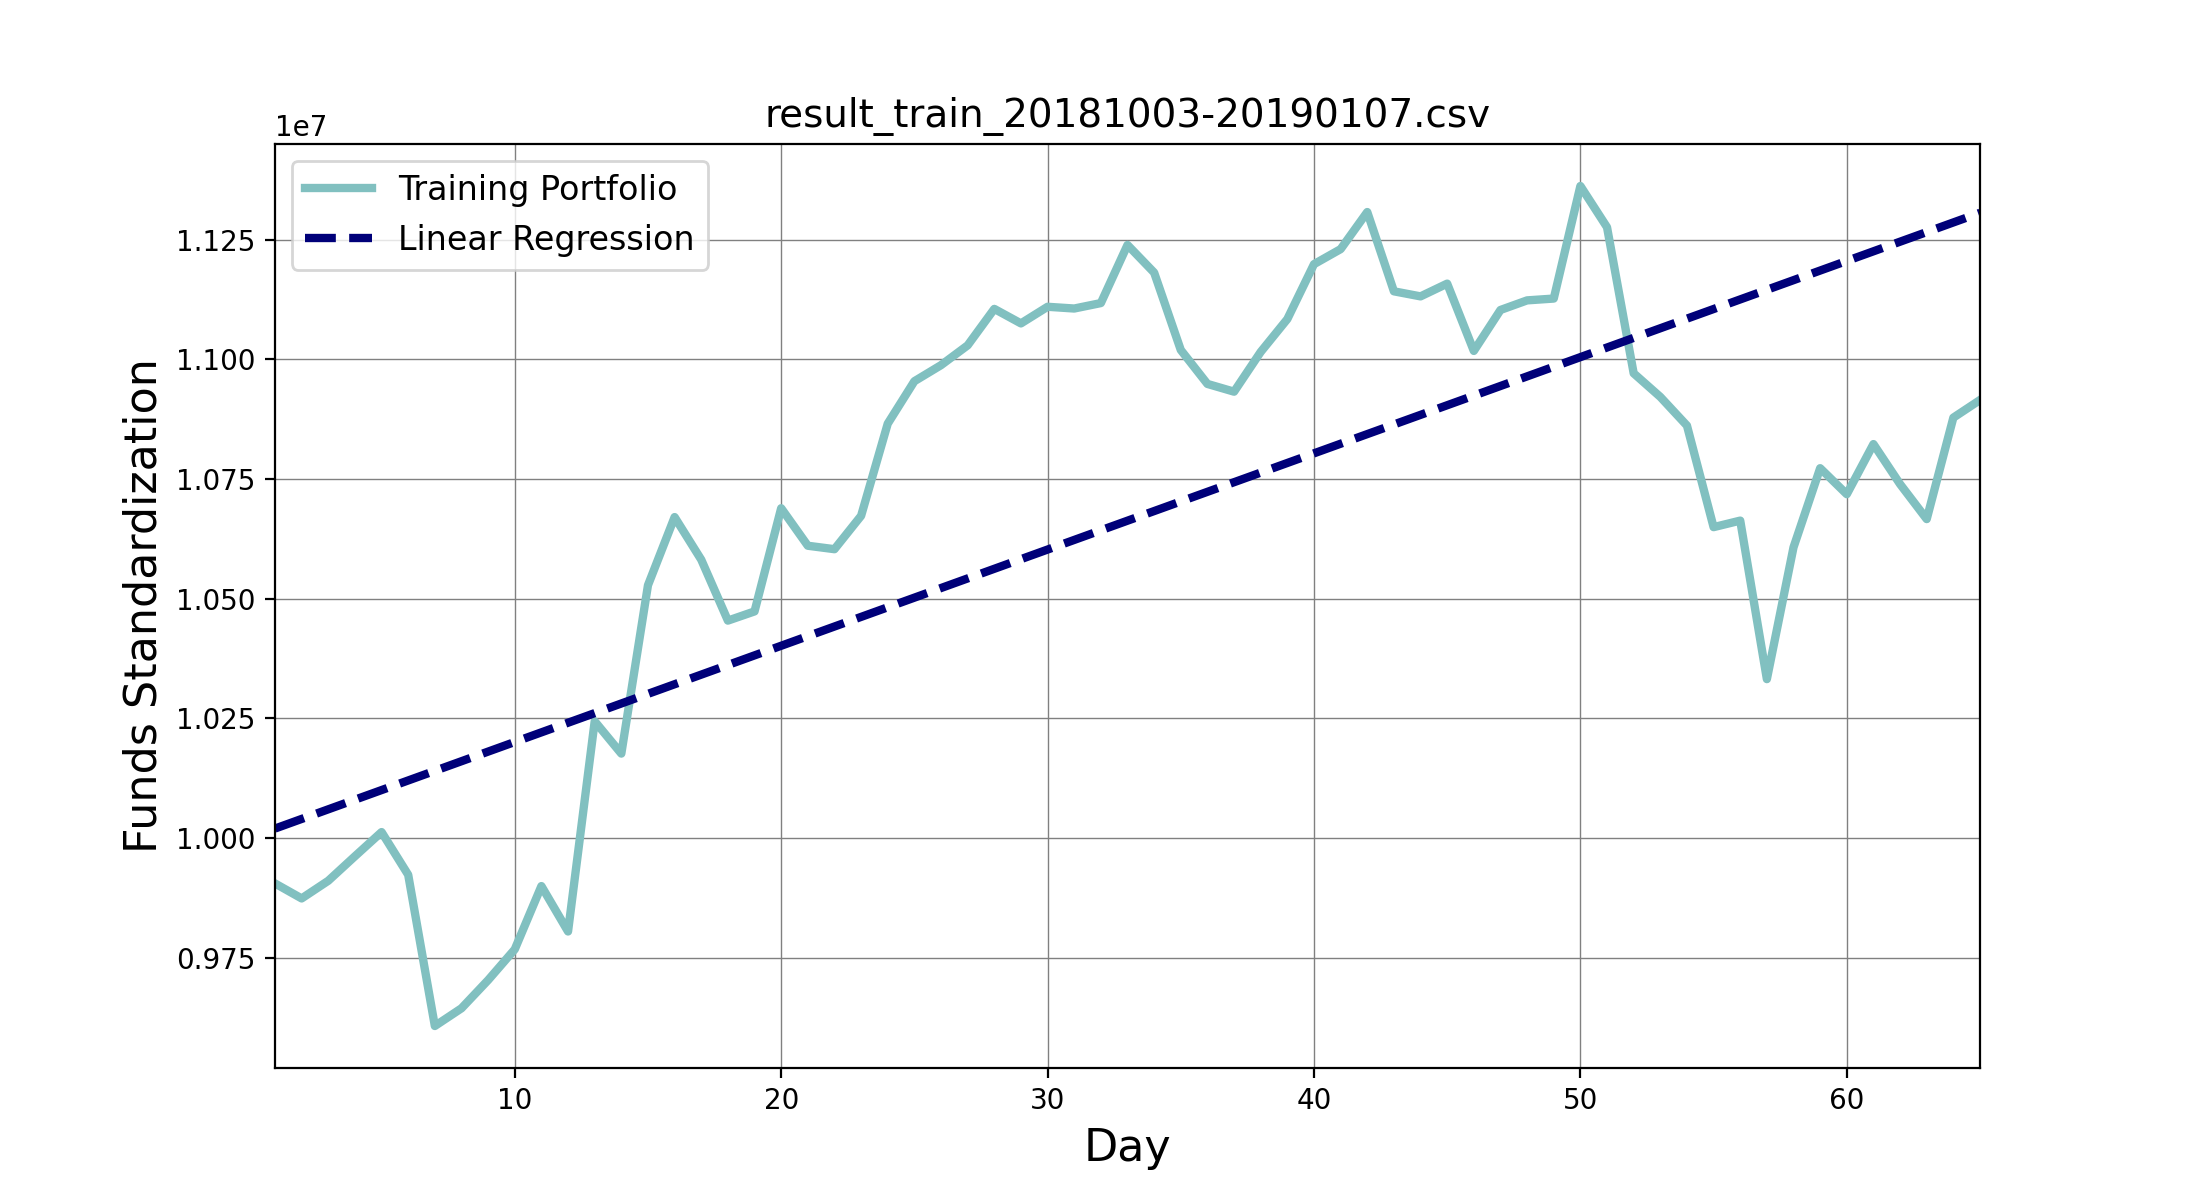 result_train_20181003-20190107.csv
1e7
Training Portfolio
Linear Regression
1.125
1.100
1.075
1.050
1.025
1.000
0.975
Funds Standardization
10 20 30 40 50 60
Day